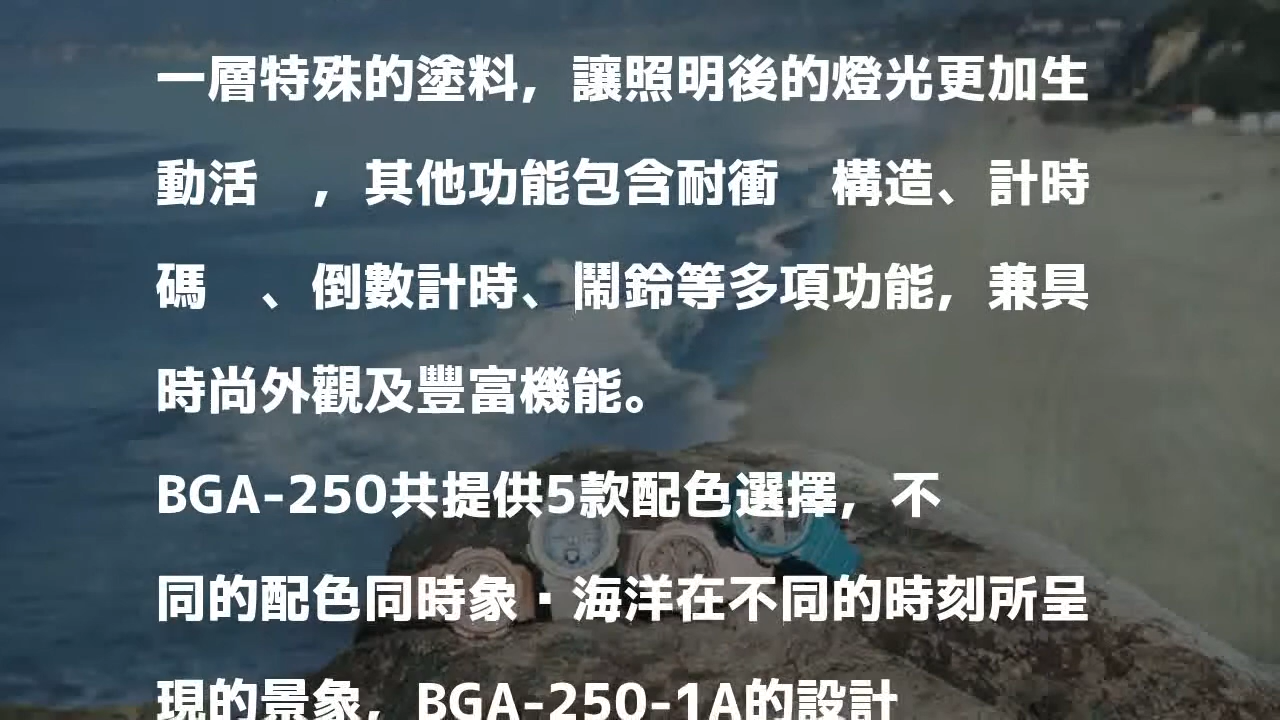 一層特殊的塗料，讓照明後的燈光更加生
動活　，其他功能包含耐衝　構造、計時
碼　、倒數計時、鬧鈴等多項功能，兼具
時尚外觀及豐富機能。
BGA-250共提供5款配色選擇，不
同的配色同時象▪海洋在不同的時刻所呈
現的景象，BGA-250-1A的設計